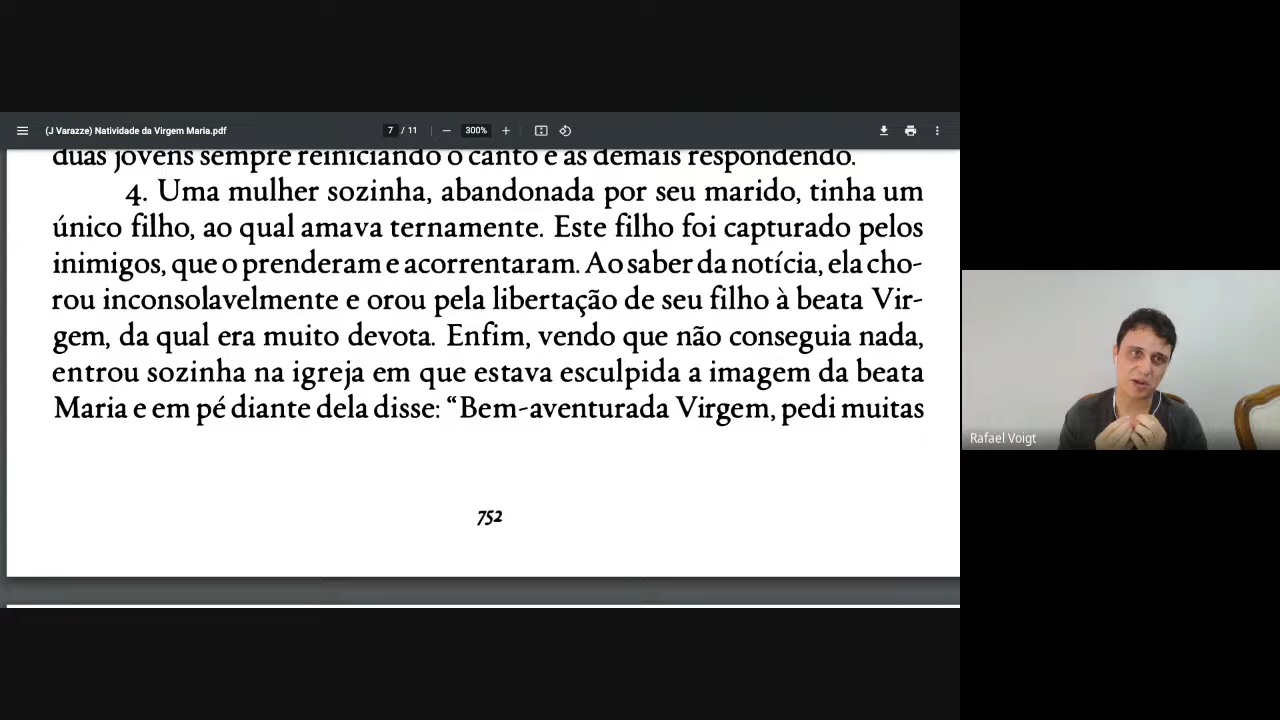 (J Varazze) Natividade da Virgem Maria.pdf
7 / 11
300%
duas jovens sempre reiniciando o canto e as demais respondendo.
4. Uma mulher sozinha, abandonada por seu marido, tinha um
único filho, ao qual amava ternamente. Este filho foi capturado pelos
inimigos, que o prenderam e acorrentaram. Ao saber da notícia, ela cho-
rou inconsolavelmente e orou pela libertação de seu filho à beata Vir-
gem, da qual era muito devota. Enfim, vendo que não conseguia nada,
entrou sozinha na igreja em que estava esculpida a imagem da beata
Maria e em pé diante dela disse: “Bem-aventurada Virgem, pedi muitas
752
Rafael Voigt